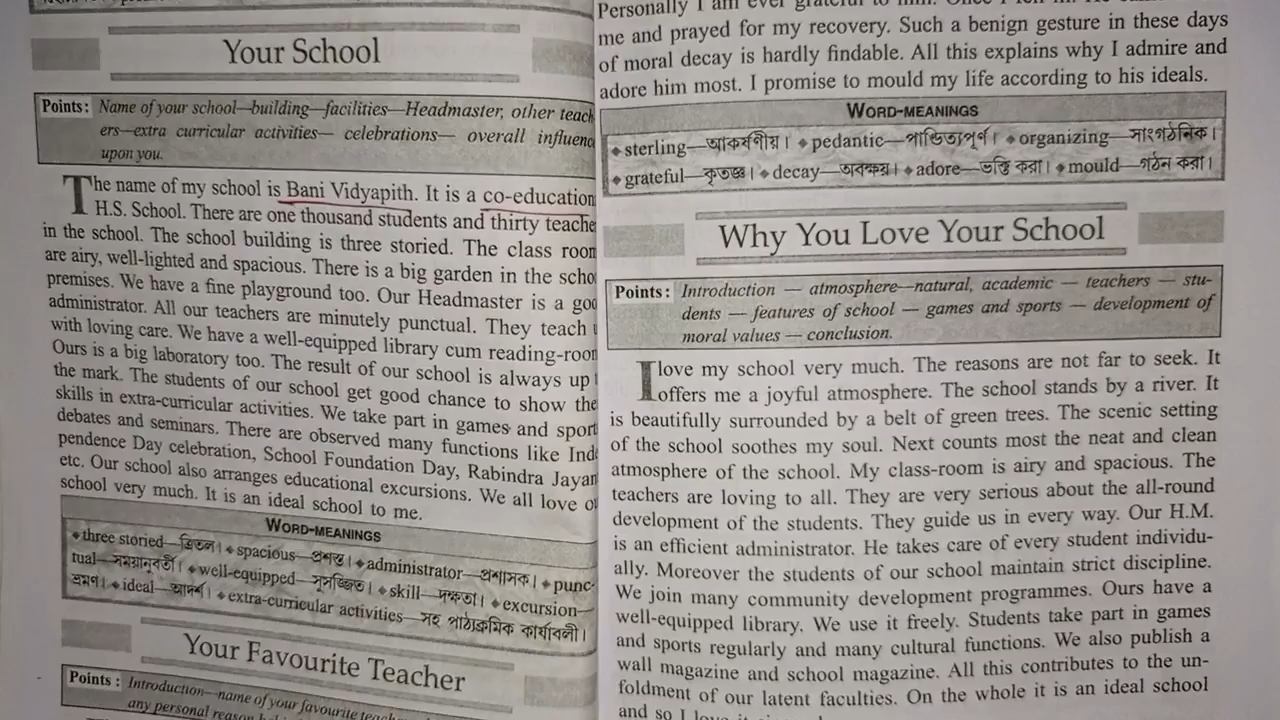 Your School
Points: Name of your school—building—facilities—Headmaster, other teach
ers—extra curricular activities— celebrations— overall influenc
upon you.
The name of my school is Bani Vidyapith. It is a co-education
H.S. School. There are one thousand students and thirty teache
in the school. The school building is three storied. The class room
are airy, well-lighted and spacious. There is a big garden in the scho
premises. We have a fine playground too. Our Headmaster is a goo
administrator. All our teachers are minutely punctual. They teach
with loving care. We have a well-equipped library cum reading-room
Ours is a big laboratory too. The result of our school is always up
the mark. The students of our school get good chance to show the
skills in extra-curricular activities. We take part in games and sport
debates and seminars. There are observed many functions like Inde
pendence Day celebration, School Foundation Day, Rabindra Jayan
etc. Our school also arranges educational excursions. We all love o
school very much. It is an ideal school to me.
WORD-MEANINGS
◆ three storied—ত্রিতল। ◆ spacious—প্রশস্ত। ◆ administrator—প্রশাসক। ◆ punc-
tual—সময়ানুবর্তী। ◆ well-equipped—সুসজ্জিত। ◆ skill—দক্ষতা। ◆ excursion—
ভ্রমণ। ◆ ideal—আদর্শ। ◆ extra-curricular activities—সহ পাঠ্যক্রমিক কার্যাবলী।
Your Favourite Teacher
Points: Introduction—name of your favourite teach
any personal reason
Personally I am ever grateful to him. Once I fell
me and prayed for my recovery. Such a benign gesture in these days
of moral decay is hardly findable. All this explains why I admire and
adore him most. I promise to mould my life according to his ideals.
WORD-MEANINGS
◆ sterling—আকর্ষণীয়। ◆ pedantic—পান্ডিত্যপূর্ণ। ◆ organizing—সাংগঠনিক।
◆ grateful—কৃতজ্ঞ। ◆ decay—অবক্ষয়। ◆ adore—ভক্তি করা। ◆ mould—গঠন করা।
Why You Love Your School
Points: Introduction — atmosphere—natural, academic — teachers — stu-
dents — features of school — games and sports — development of
moral values — conclusion.
I love my school very much. The reasons are not far to seek. It
offers me a joyful atmosphere. The school stands by a river. It
is beautifully surrounded by a belt of green trees. The scenic setting
of the school soothes my soul. Next counts most the neat and clean
atmosphere of the school. My class-room is airy and spacious. The
teachers are loving to all. They are very serious about the all-round
development of the students. They guide us in every way. Our H.M.
is an efficient administrator. He takes care of every student individu-
ally. Moreover the students of our school maintain strict discipline.
We join many community development programmes. Ours have a
well-equipped library. We use it freely. Students take part in games
and sports regularly and many cultural functions. We also publish a
wall magazine and school magazine. All this contributes to the un-
foldment of our latent faculties. On the whole it is an ideal school
and so I love it